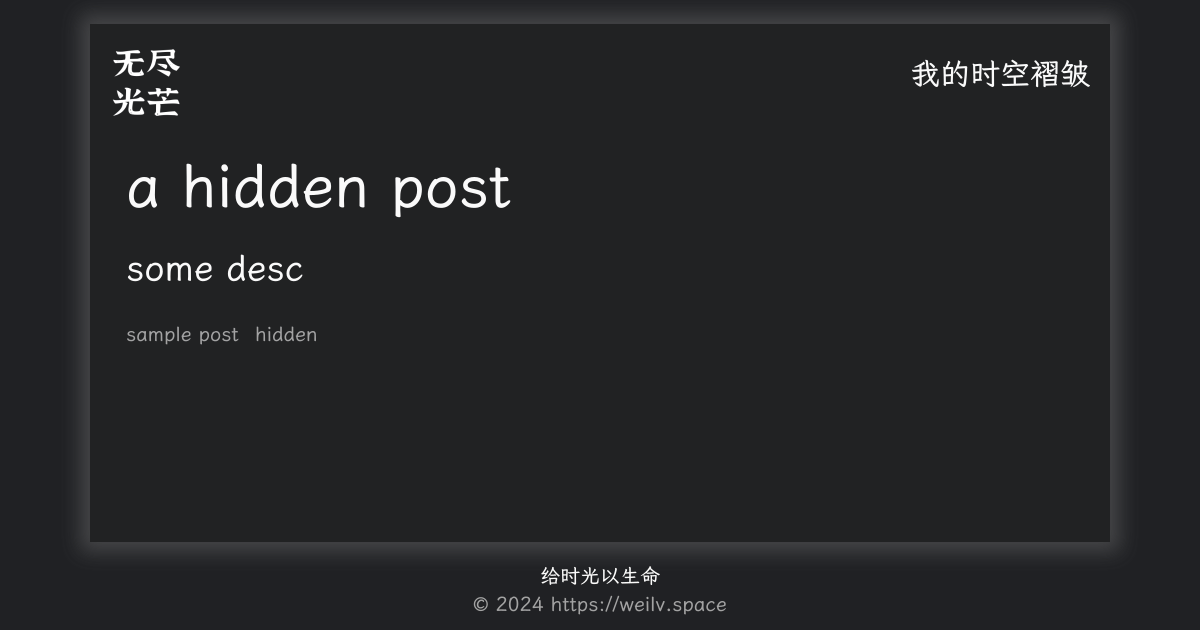 无尽
光芒
我的时空褶皱
a hidden post
some desc
sample post hidden
给时光以生命
© 2024 https://weilv.space